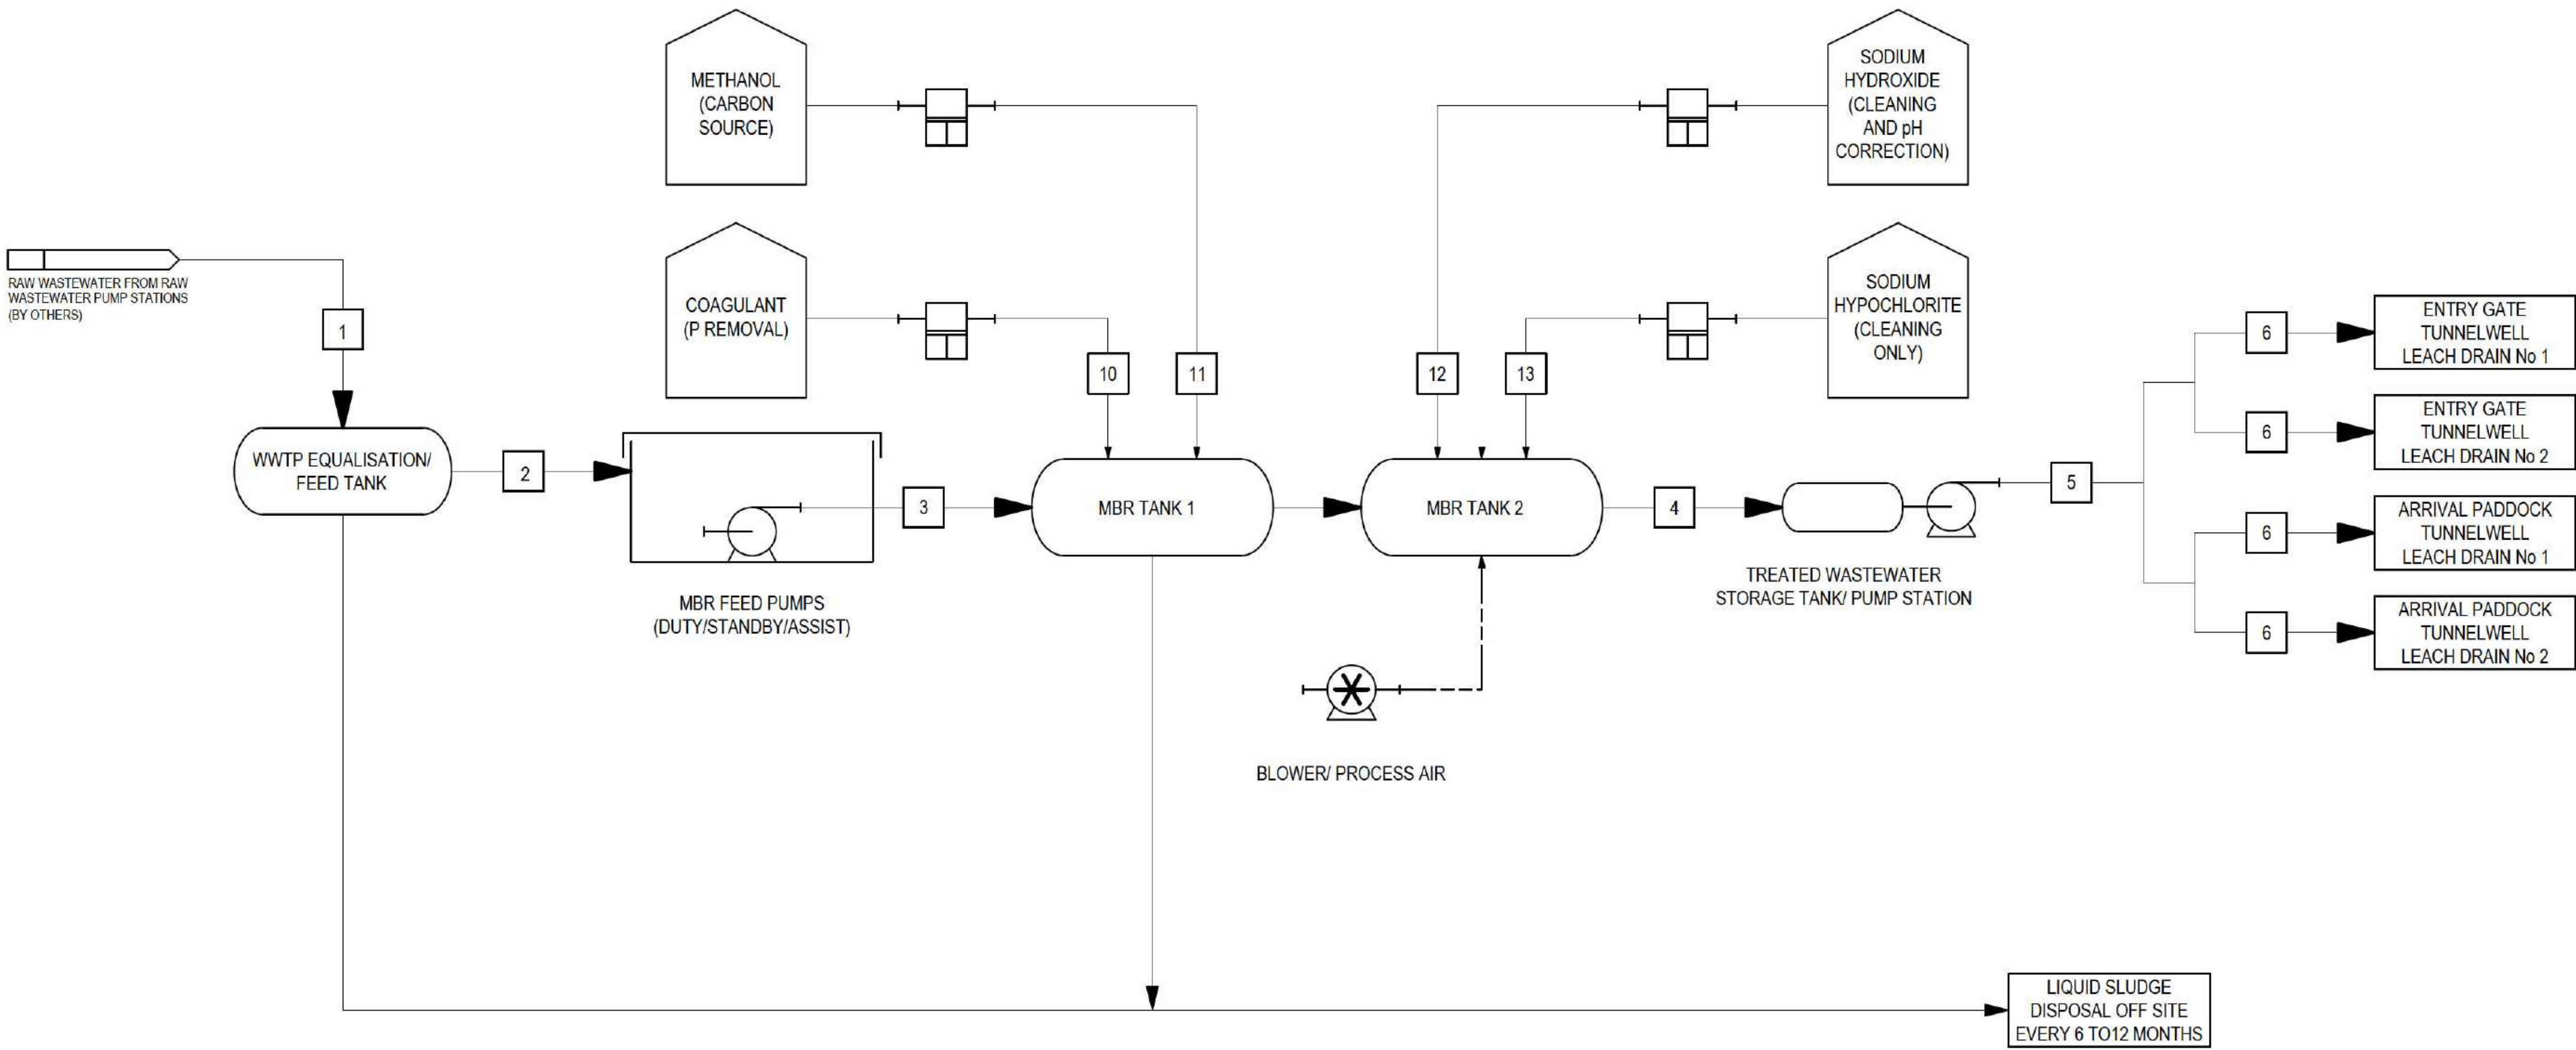 METHANOL
(CARBON
SOURCE)
SODIUM
HYDROXIDE
(CLEANING
AND pH
CORRECTION)
RAW WASTEWATER FROM RAW
WASTEWATER PUMP STATIONS
(BY OTHERS)
1
COAGULANT
(P REMOVAL)
10
11
12
13
SODIUM
HYPOCHLORITE
(CLEANING
ONLY)
WWTP EQUALISATION/
FEED TANK
2
3
MBR TANK 1
MBR TANK 2
4
5
MBR FEED PUMPS
(DUTY/STANDBY/ASSIST)
TREATED WASTEWATER
STORAGE TANK/ PUMP STATION
6
ENTRY GATE
TUNNELWELL
LEACH DRAIN No 1
6
ENTRY GATE
TUNNELWELL
LEACH DRAIN No 2
6
ARRIVAL PADDOCK
TUNNELWELL
LEACH DRAIN No 1
6
ARRIVAL PADDOCK
TUNNELWELL
LEACH DRAIN No 2
BLOWER/ PROCESS AIR
LIQUID SLUDGE
DISPOSAL OFF SITE
EVERY 6 TO12 MONTHS